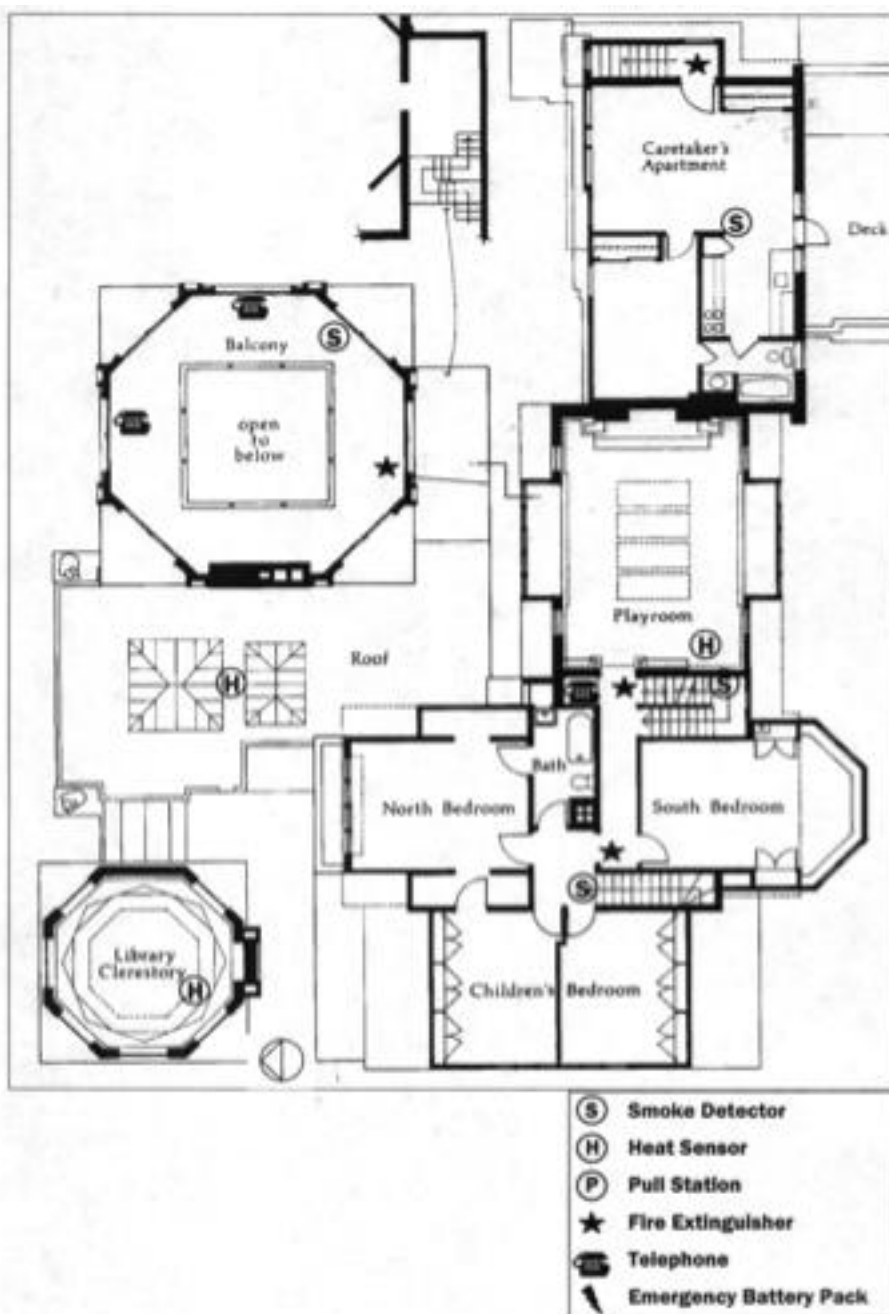 Caretaker's
Apartment
S
Deck
Balcony
S
open
to
below
Playroom
H
Roof
H
S
Bath
North Bedroom
South Bedroom
S
Library
Clerestory
H
Children's Bedroom
S Smoke Detector
H Heat Sensor
P Pull Station
Fire Extinguisher
Telephone
Emergency Battery Pack